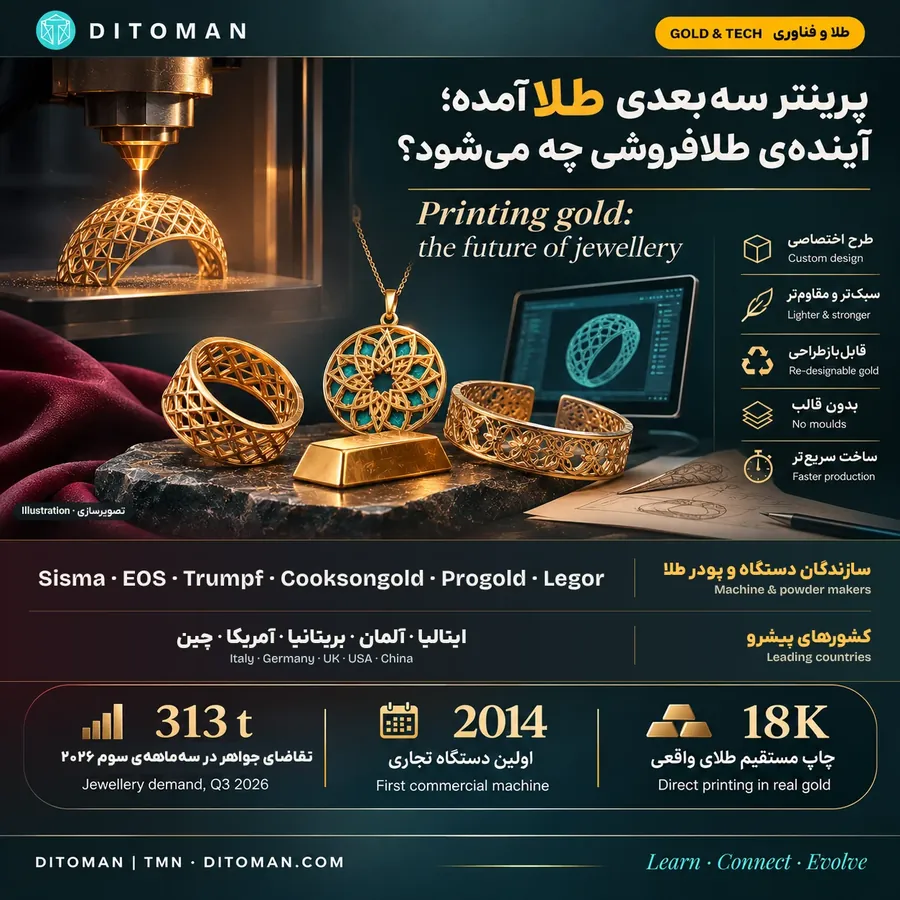 DITOMAN
طلا و فناوری GOLD & TECH
پرینتر سه‌بعدی طلا آمده؛
آینده‌ی طلافروشی چه می‌شود؟
Printing gold:
the future of jewellery
طرح اختصاصی
Custom design
سبک‌تر و مقاوم‌تر
Lighter & stronger
قابل‌بازطراحی
Re-designable gold
بدون قالب
No moulds
ساخت سریع‌تر
Faster production
Illustration · تصویرسازی
سازندگان دستگاه و پودر طلا
Machine & powder makers
Sisma · EOS · Trumpf · Cooksongold · Progold · Legor
کشورهای پیشرو
Leading countries
ایتالیا · آلمان · بریتانیا · آمریکا · چین
Italy · Germany · UK · USA · China
18K
چاپ مستقیم طلای واقعی
Direct printing in real gold
2014
اولین دستگاه تجاری
First commercial machine
313 t
تقاضای جواهر در سه‌ماهه‌ی سوم ۲۰۲۶
Jewellery demand, Q3 2026
DITOMAN | TMN · DITOMAN.COM
Learn · Connect · Evolve